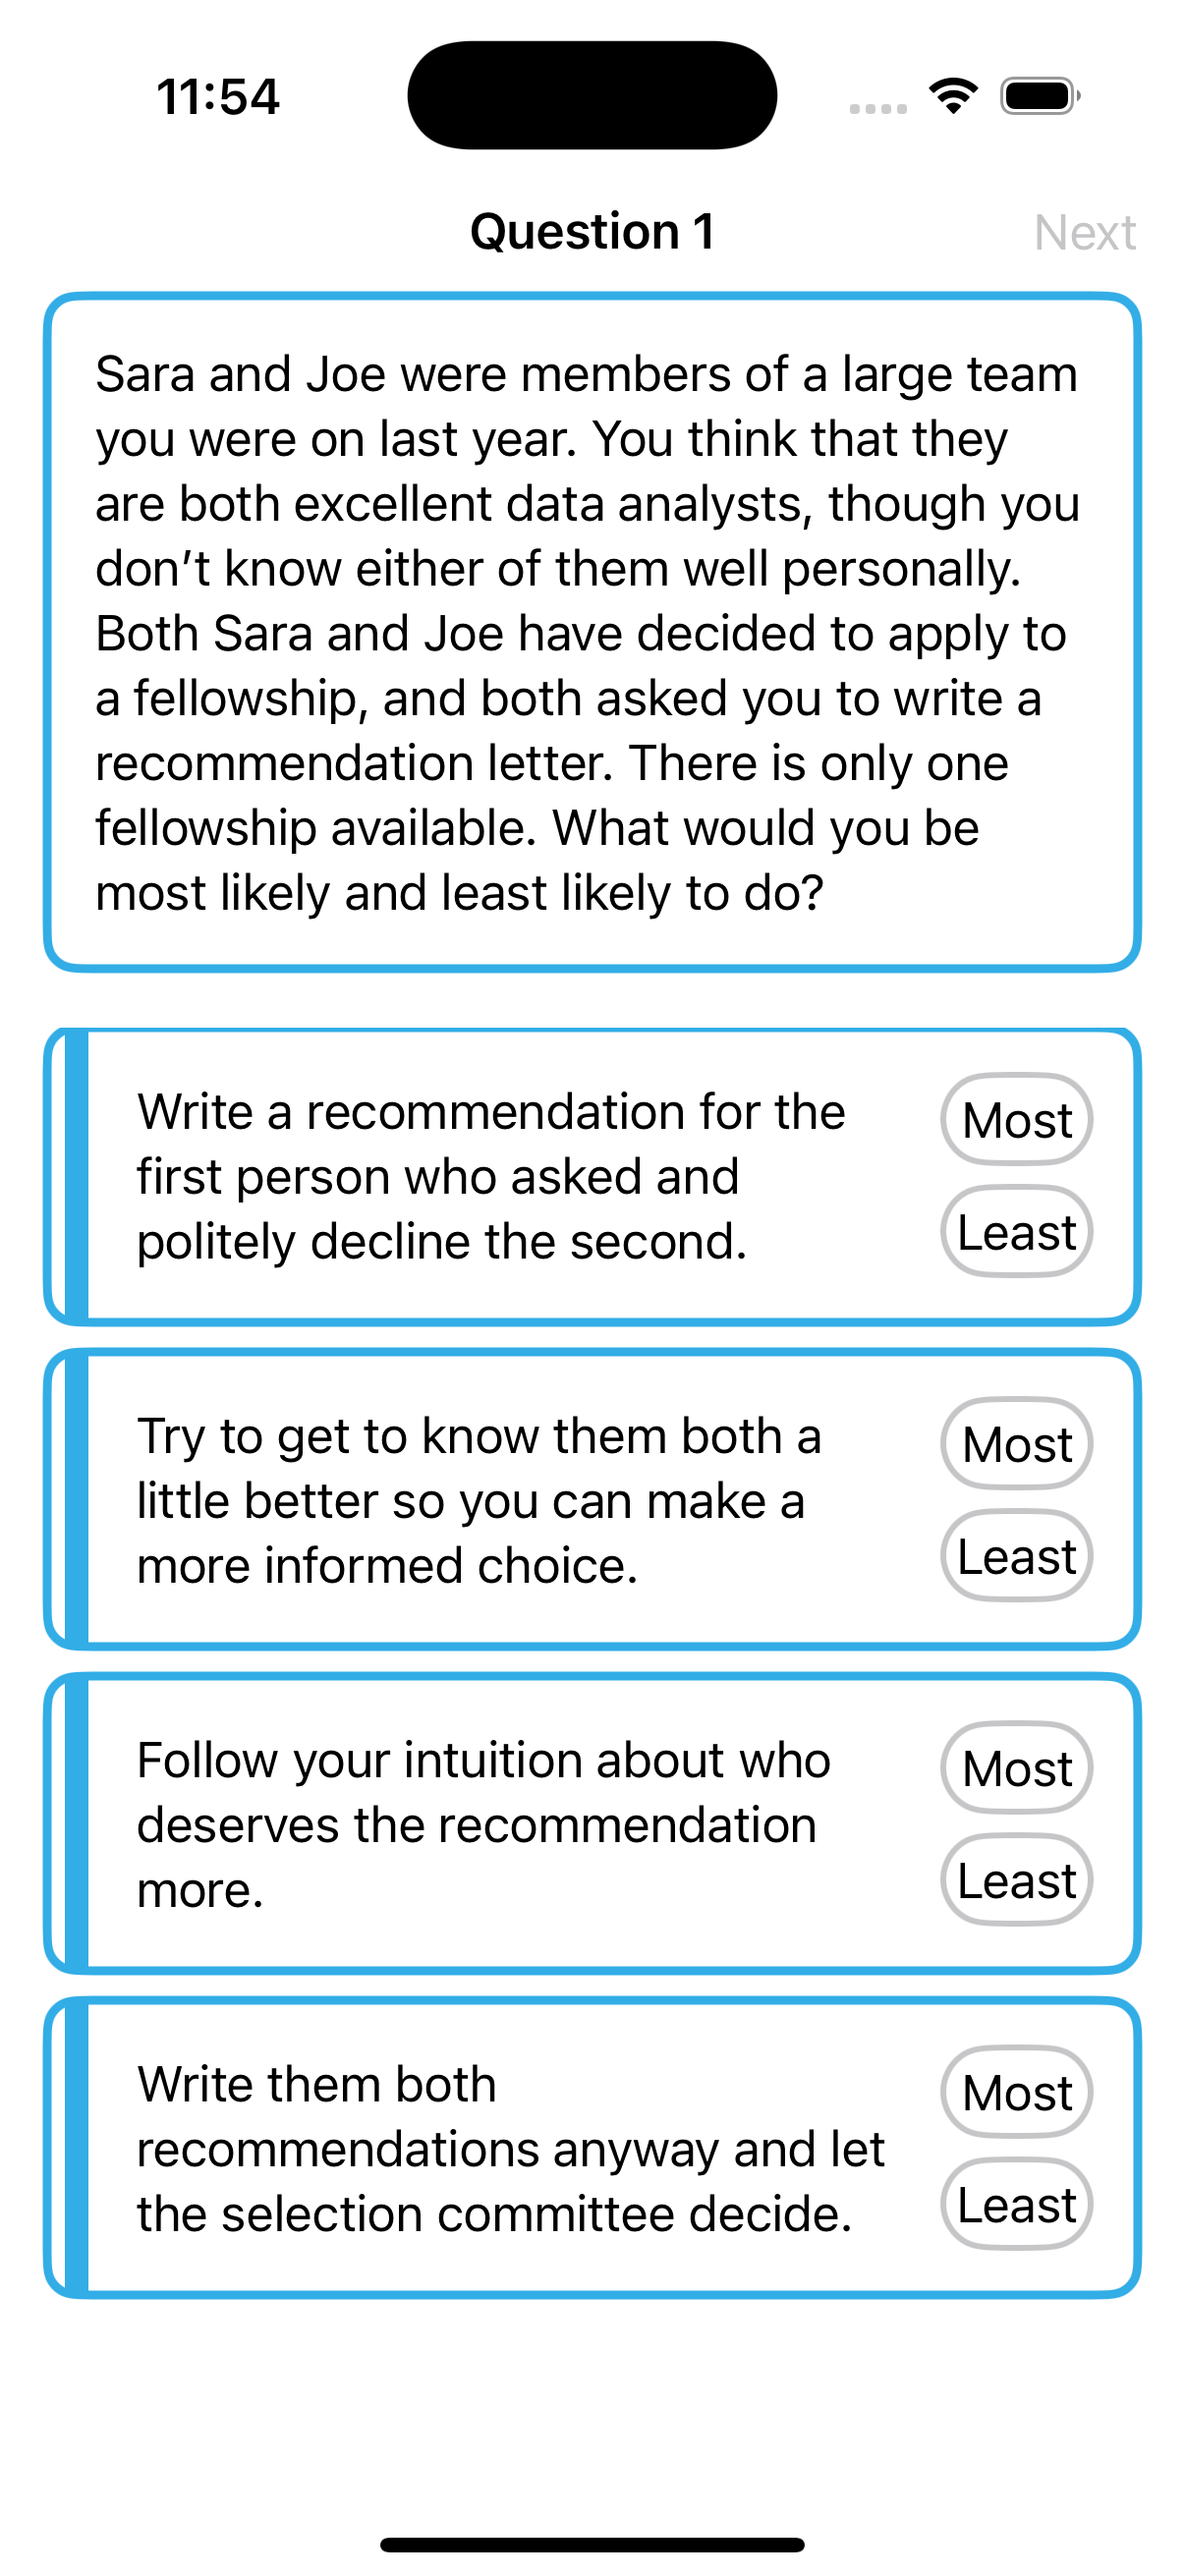 11:54
Question 1
Next
Sara and Joe were members of a large team
you were on last year. You think that they
are both excellent data analysts, though you
don’t know either of them well personally.
Both Sara and Joe have decided to apply to
a fellowship, and both asked you to write a
recommendation letter. There is only one
fellowship available. What would you be
most likely and least likely to do?
Write a recommendation for the
first person who asked and
politely decline the second.
Most
Least
Try to get to know them both a
little better so you can make a
more informed choice.
Most
Least
Follow your intuition about who
deserves the recommendation
more.
Most
Least
Write them both
recommendations anyway and let
the selection committee decide.
Most
Least